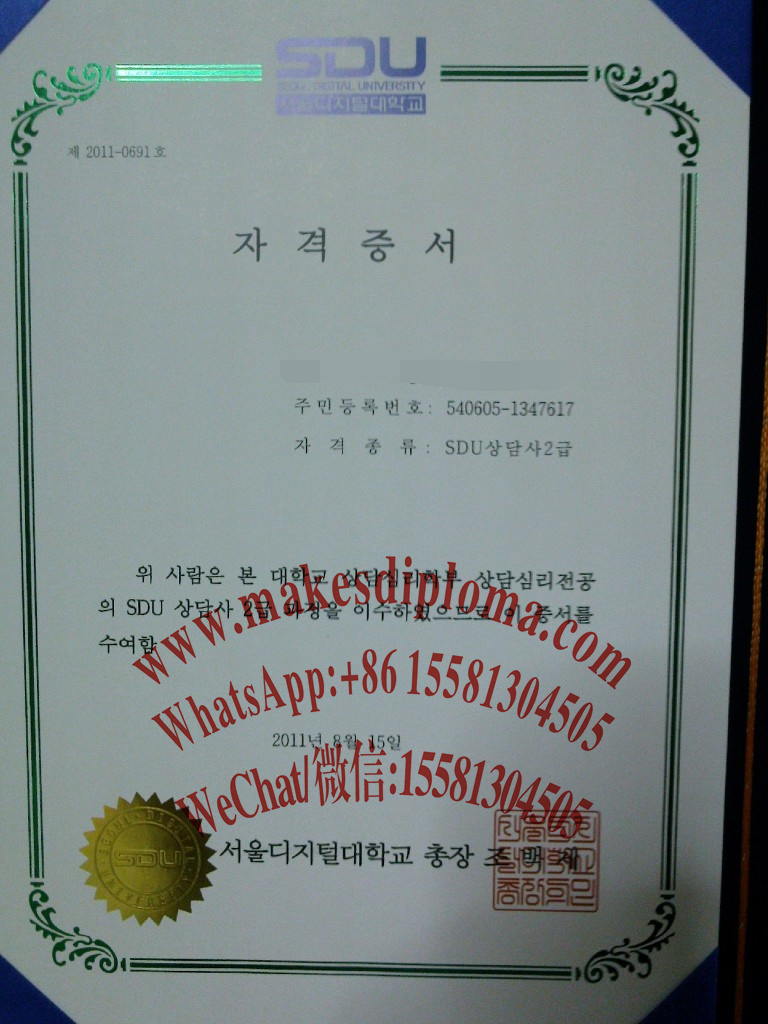 SDU
SEOUL DIGITAL UNIVERSITY
서울디지털대학교
제 2011-0691 호
자 격 증 서
주민등록번호: 540605-1347617
자 격 종 류: SDU상담사2급
위 사람은 본 대학교 상담심리학부 상담심리전공
의 SDU 상담사 2급 과정을 이수하였으므로 이 증서를
수여함
www.makesdiploma.com
WhatsApp:+86 15581304505
2011년 8월 15일
WeChat/微信:15581304505
SEOUL DIGITAL
SDU
UNIVERSITY
서울디지털대학교 총장 조 백 제